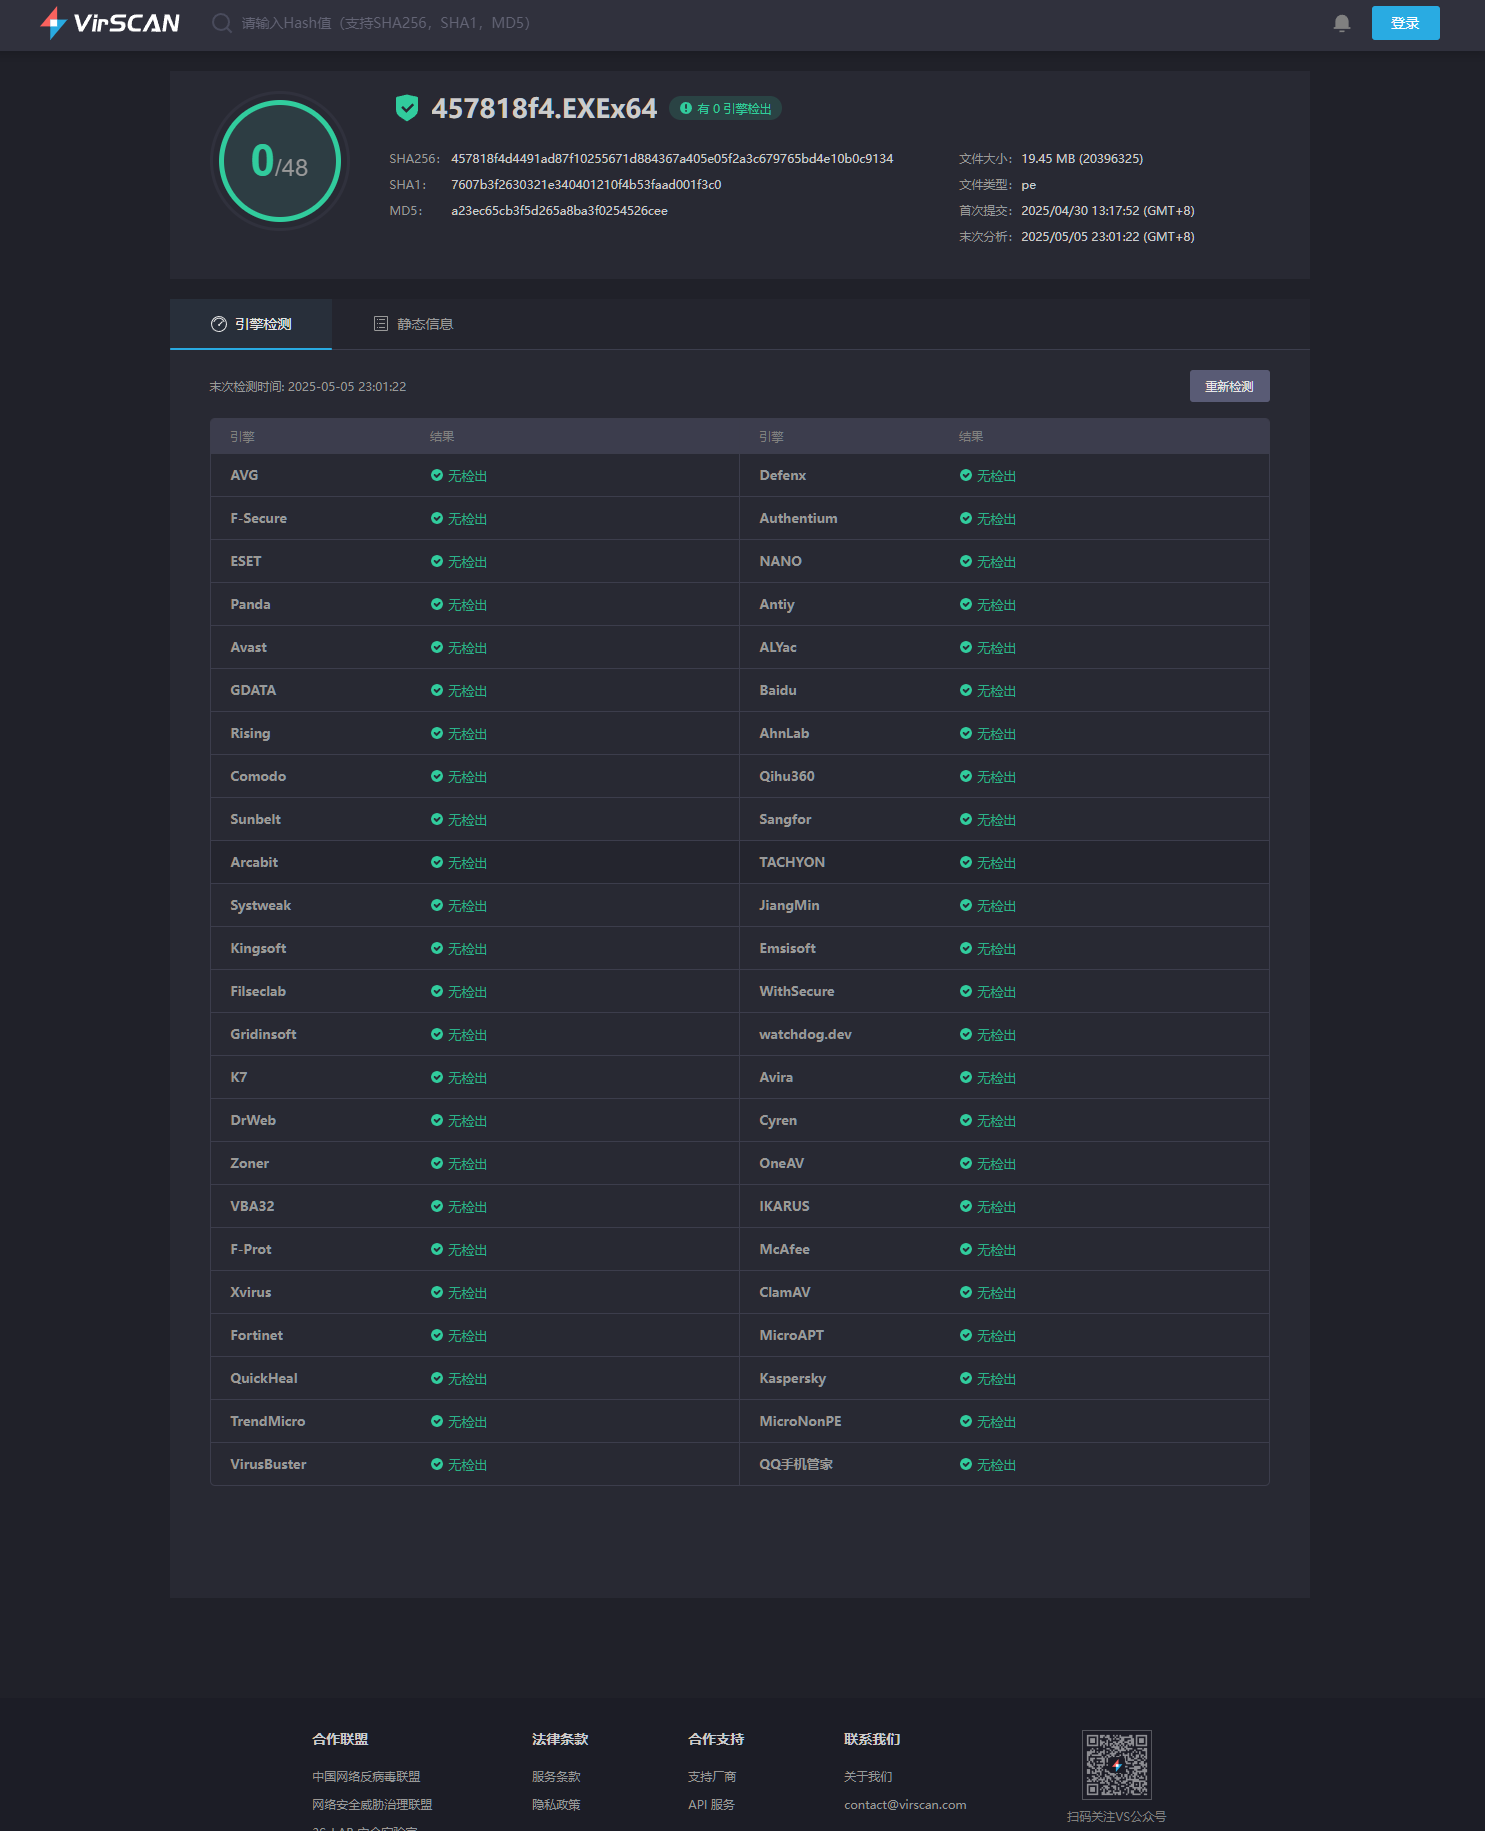 VirSCAN
请输入Hash值（支持SHA256，SHA1，MD5）
登录
0/48
457818f4.EXEx64
有 0 引擎检出
SHA256: 457818f4d4491ad87f10255671d884367a405e05f2a3c679765bd4e10b0c9134
SHA1: 7607b3f2630321e340401210f4b53faad001f3c0
MD5: a23ec65cb3f5d265a8ba3f0254526cee
文件大小: 19.45 MB (20396325)
文件类型: pe
首次提交: 2025/04/30 13:17:52 (GMT+8)
末次分析: 2025/05/05 23:01:22 (GMT+8)
引擎检测
静态信息
末次检测时间: 2025-05-05 23:01:22
重新检测
引擎 结果 引擎 结果
AVG 无检出 Defenx 无检出
F-Secure 无检出 Authentium 无检出
ESET 无检出 NANO 无检出
Panda 无检出 Antiy 无检出
Avast 无检出 ALYac 无检出
GDATA 无检出 Baidu 无检出
Rising 无检出 AhnLab 无检出
Comodo 无检出 Qihu360 无检出
Sunbelt 无检出 Sangfor 无检出
Arcabit 无检出 TACHYON 无检出
Systweak 无检出 JiangMin 无检出
Kingsoft 无检出 Emsisoft 无检出
Filseclab 无检出 WithSecure 无检出
Gridinsoft 无检出 watchdog.dev 无检出
K7 无检出 Avira 无检出
DrWeb 无检出 Cyren 无检出
Zoner 无检出 OneAV 无检出
VBA32 无检出 IKARUS 无检出
F-Prot 无检出 McAfee 无检出
Xvirus 无检出 ClamAV 无检出
Fortinet 无检出 MicroAPT 无检出
QuickHeal 无检出 Kaspersky 无检出
TrendMicro 无检出 MicroNonPE 无检出
VirusBuster 无检出 QQ手机管家 无检出
合作联盟 法律条款 合作支持 联系我们
中国网络反病毒联盟 服务条款 支持厂商 关于我们
网络安全威胁治理联盟 隐私政策 API 服务 contact@virscan.com
扫码关注VS公众号